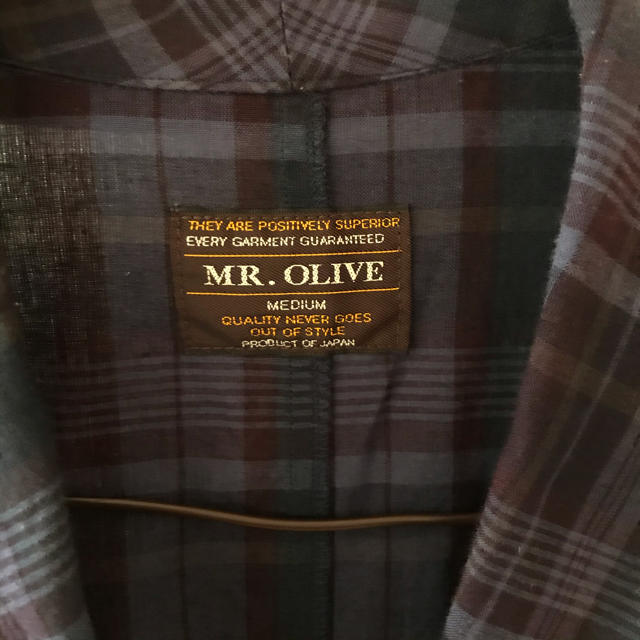 THEY ARE POSITIVELY SUPERIOR
EVERY GARMENT GUARANTEED
MR. OLIVE
MEDIUM
QUALITY NEVER GOES
OUT OF STYLE
PRODUCT OF JAPAN